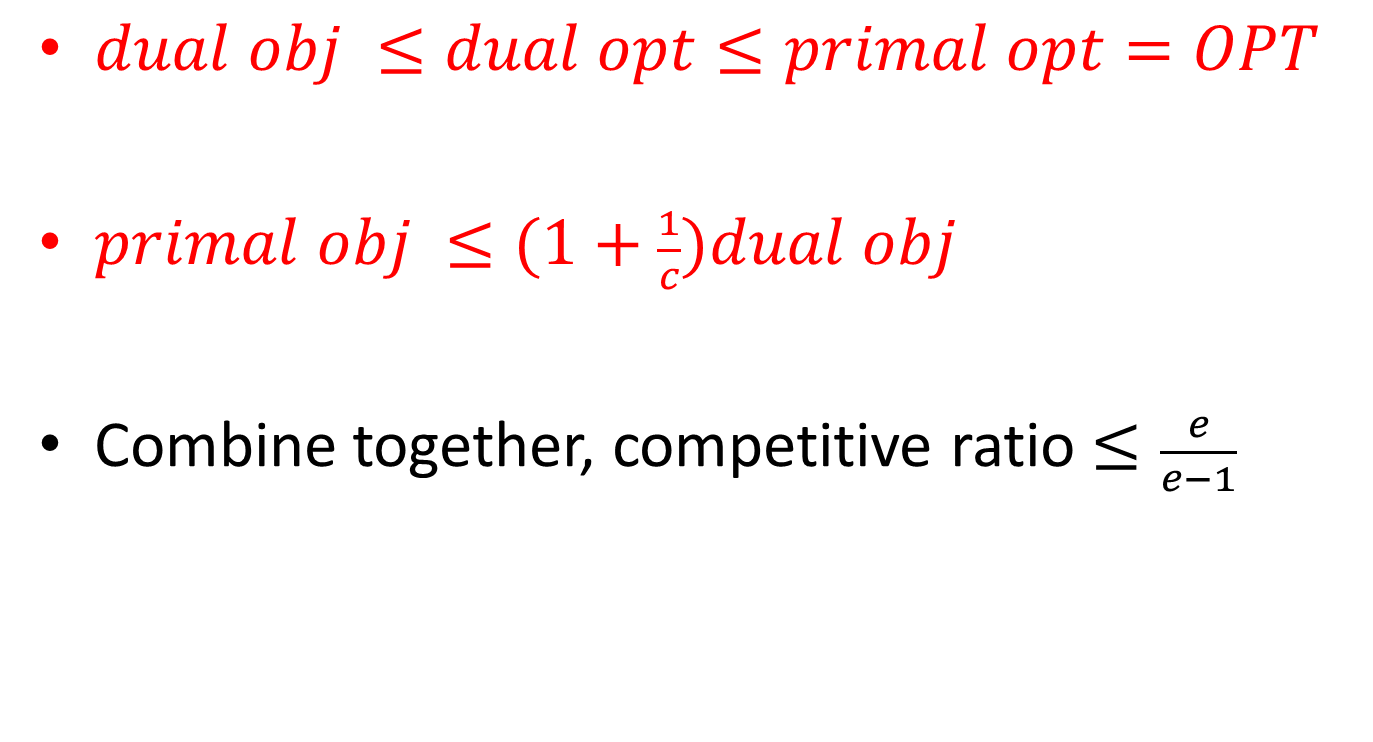 • dual obj ≤ dual opt ≤ primal opt = OPT
• primal obj ≤ (1 + 1/c)dual obj
• Combine together, competitive ratio ≤ e/(e−1)